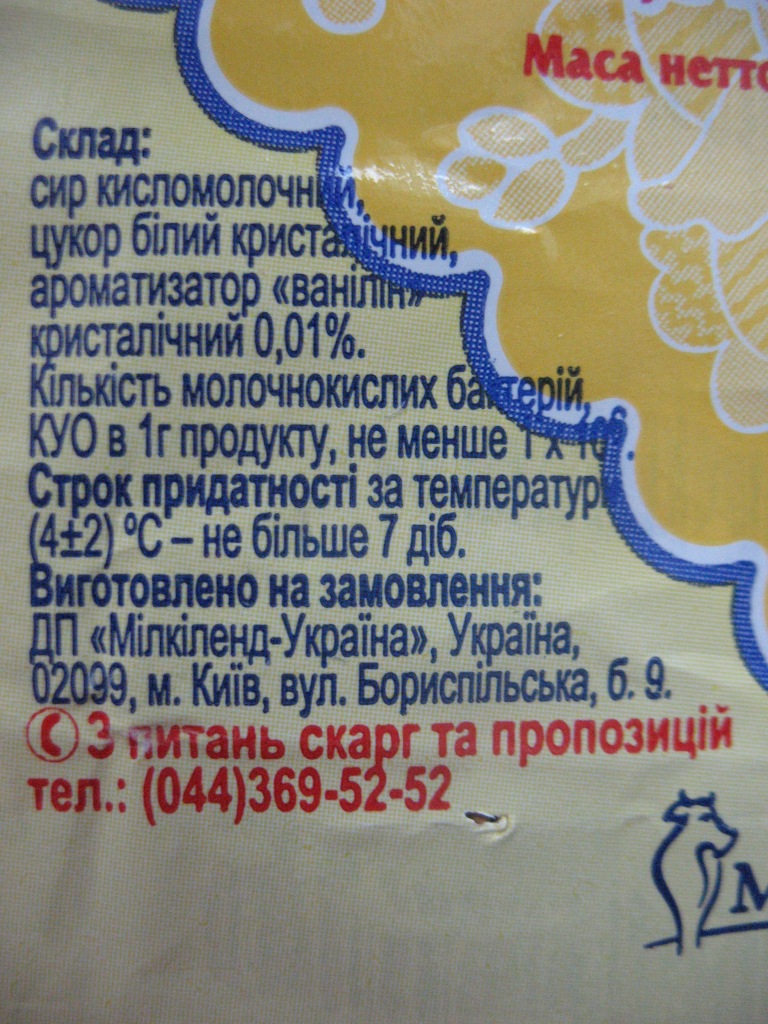 Маса нетто
Склад:
сир кисломолочний,
цукор білий кристалічний,
ароматизатор «ванілін»
кристалічний 0,01%.
Кількість молочнокислих бактерій,
КУО в 1г продукту, не менше 1 х
Строк придатності за температури
(4±2) ºС – не більше 7 діб.
Виготовлено на замовлення:
ДП «Мілкіленд-Україна», Україна,
02099, м. Київ, вул. Бориспільська, б. 9.
З питань скарг та пропозицій
тел.: (044)369-52-52
М